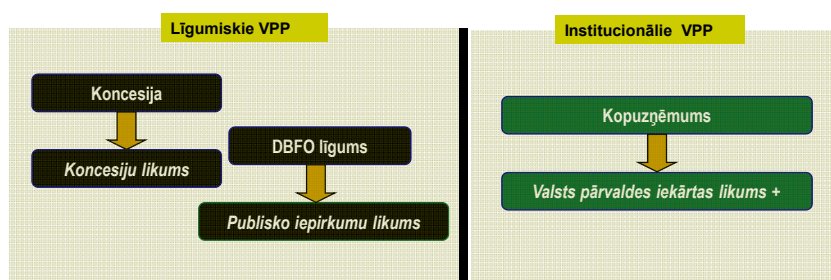 Līgumiskie VPP
Koncesija
Koncesiju likums
DBFO līgums
Publisko iepirkumu likums
Institucionālie VPP
Kopuzņēmums
Valsts pārvaldes iekārtas likums +